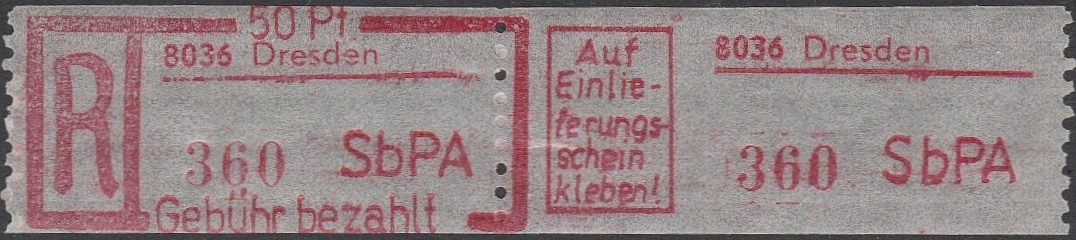 50 Pf
R
8036 Dresden
360 SbPA
Gebühr bezahlt
Auf
Einlie-
ferungs-
schein
kleben!
8036 Dresden
360 SbPA